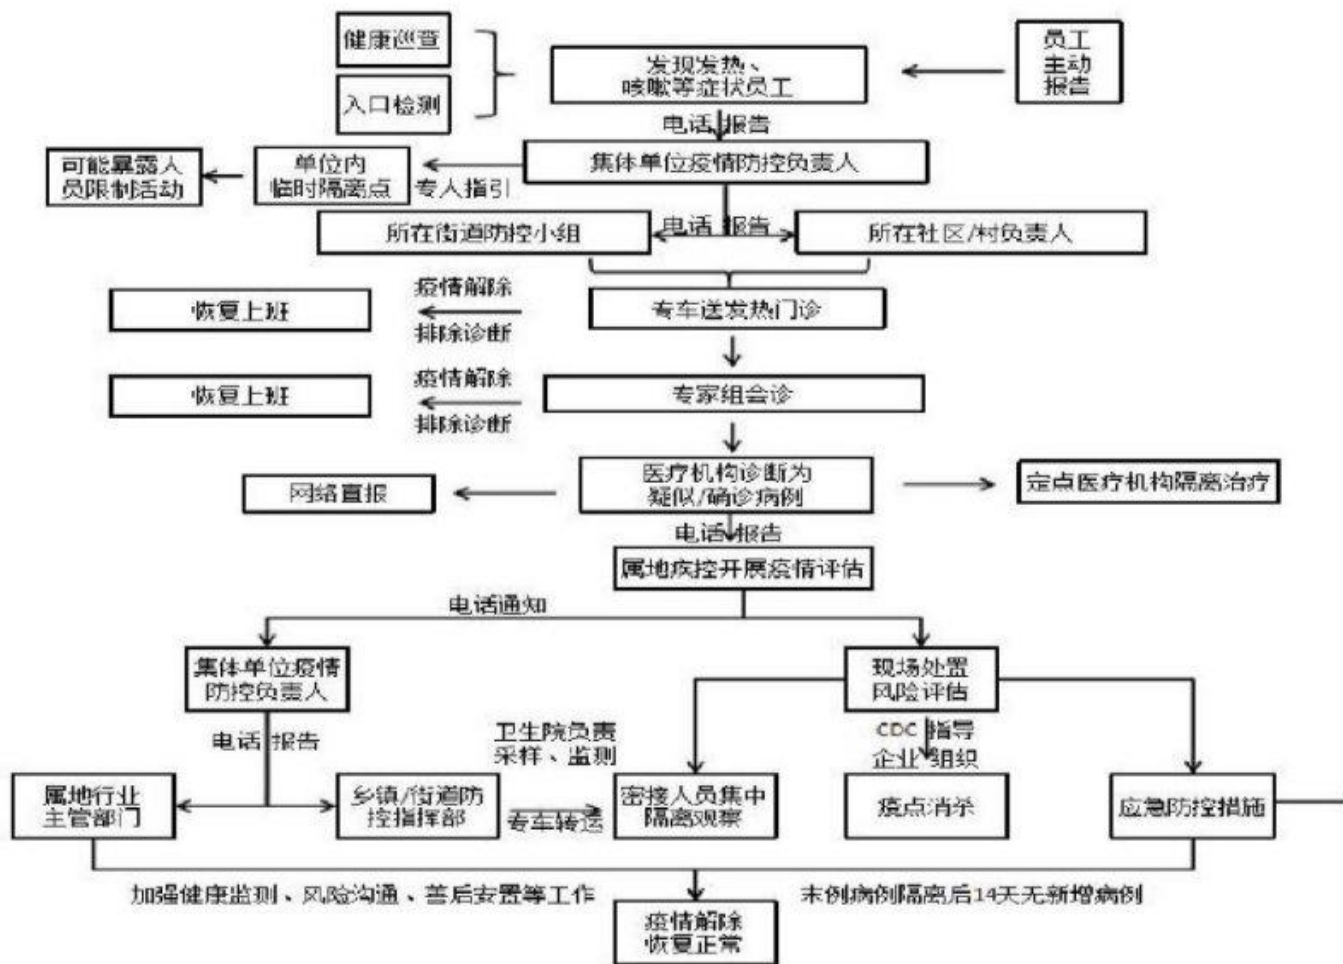 健康巡查
入口检测
发现发热、
咳嗽等症状员工
员工
主动
报告
电话 报告
集体单位疫情防控负责人
专人指引
单位内
临时隔离点
可能暴露人
员限制活动
电话 报告
所在街道防控小组
所在社区/村负责人
专车送发热门诊
疫情解除
排除诊断
恢复上班
专家组会诊
疫情解除
排除诊断
恢复上班
医疗机构诊断为
疑似/确诊病例
网络直报
定点医疗机构隔离治疗
电话 报告
属地疾控开展疫情评估
电话通知
集体单位疫情
防控负责人
现场处置
风险评估
电话 报告
卫生院负责
采样、监测
CDC 指导
企业 组织
属地行业
主管部门
乡镇/街道防
控指挥部
专车转运
密接人员集中
隔离观察
疫点消杀
应急防控措施
加强健康监测、风险沟通、善后安置等工作
末例病例隔离后14天无新增病例
疫情解除
恢复正常